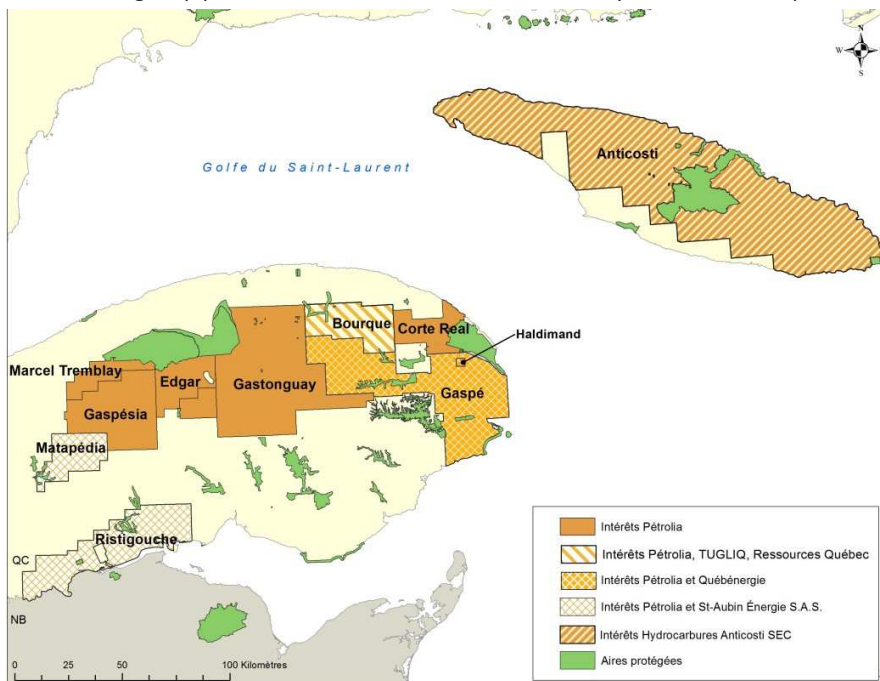 N
W
E
S
Anticosti
Golfe du Saint-Laurent
Bourque
Corte Real
Haldimand
Marcel Tremblay
Edgar
Gastonguay
Gaspé
Gaspésia
Matapédia
Ristigouche
QC
NB
0 25 50 100 Kilomètres
Intérêts Pétrolia
Intérêts Pétrolia, TUGLIQ, Ressources Québec
Intérêts Pétrolia et Québénergie
Intérêts Pétrolia et St-Aubin Énergie S.A.S.
Intérêts Hydrocarbures Anticosti SEC
Aires protégées